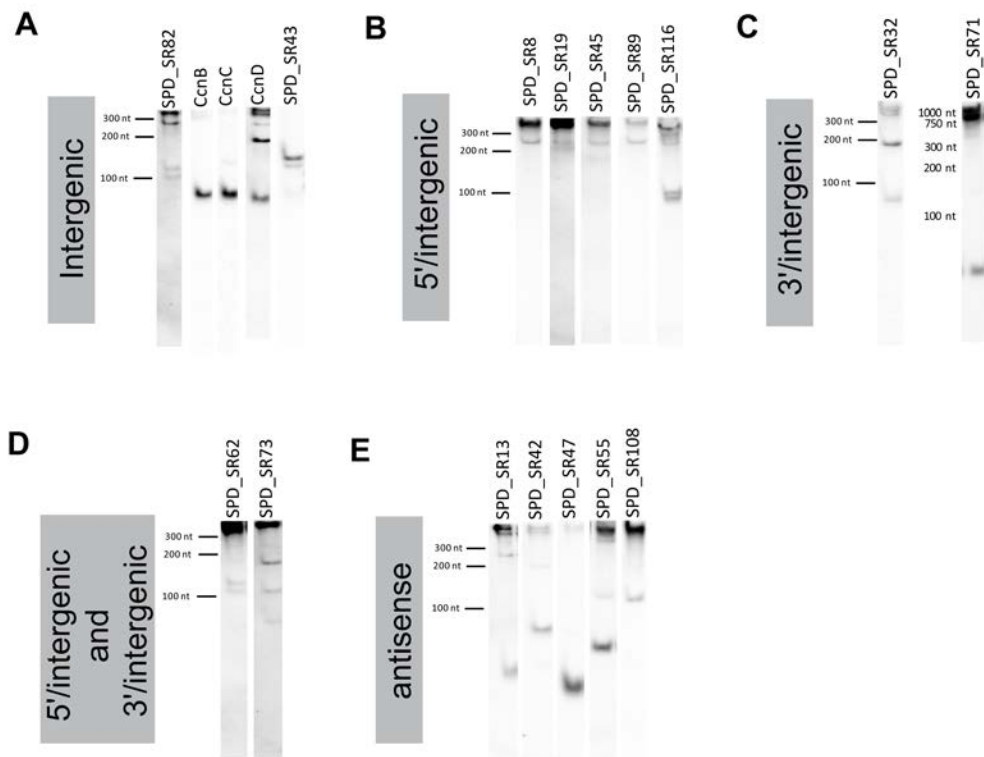 A
Intergenic
SPD_SR82
CcnB
CcnC
CcnD
SPD_SR43
300 nt
200 nt
100 nt
B
5'/intergenic
SPD_SR8
SPD_SR19
SPD_SR45
SPD_SR89
SPD_SR116
300 nt
200 nt
100 nt
C
3'/intergenic
SPD_SR32
300 nt
200 nt
100 nt
SPD_SR71
1000 nt
750 nt
300 nt
200 nt
100 nt
D
5'/intergenic
and
3'/intergenic
SPD_SR62
SPD_SR73
300 nt
200 nt
100 nt
E
antisense
SPD_SR13
SPD_SR42
SPD_SR47
SPD_SR55
SPD_SR108
300 nt
200 nt
100 nt